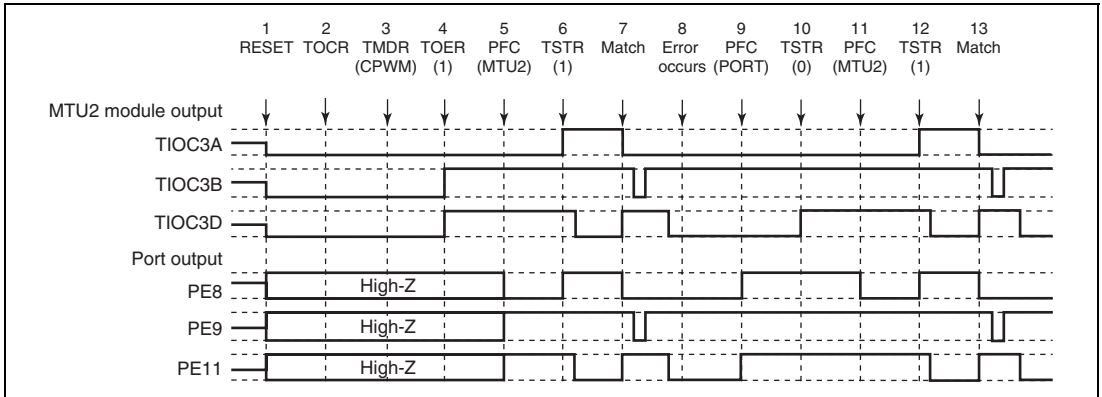 1 2 3 4 5 6 7 8 9 10 11 12 13
RESET TOCR TMDR TOER PFC TSTR Match Error PFC TSTR PFC TSTR Match
(CPWM) (1) (MTU2) (1) occurs (PORT) (0) (MTU2) (1)
MTU2 module output
TIOC3A
TIOC3B
TIOC3D
Port output
PE8 High-Z
PE9 High-Z
PE11 High-Z